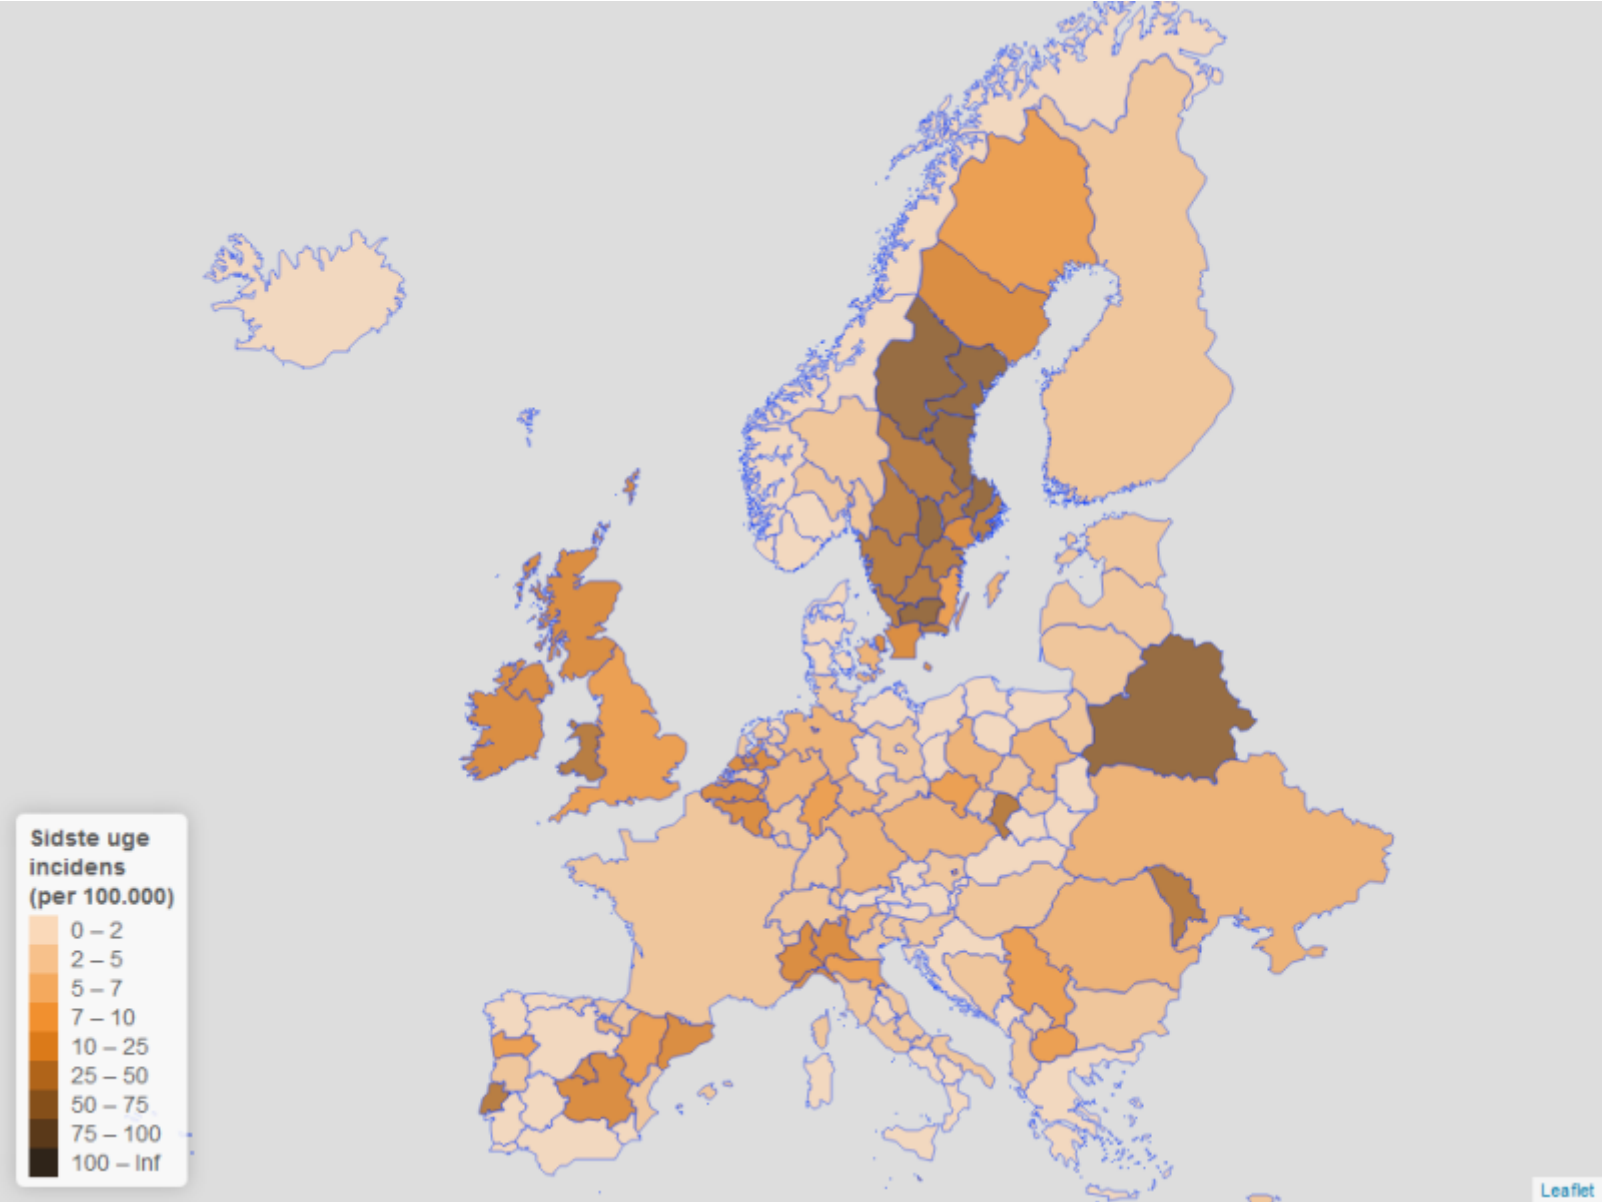 Sidste uge
incidens
(per 100.000)
0 – 2
2 – 5
5 – 7
7 – 10
10 – 25
25 – 50
50 – 75
75 – 100
100 – Inf
Leaflet